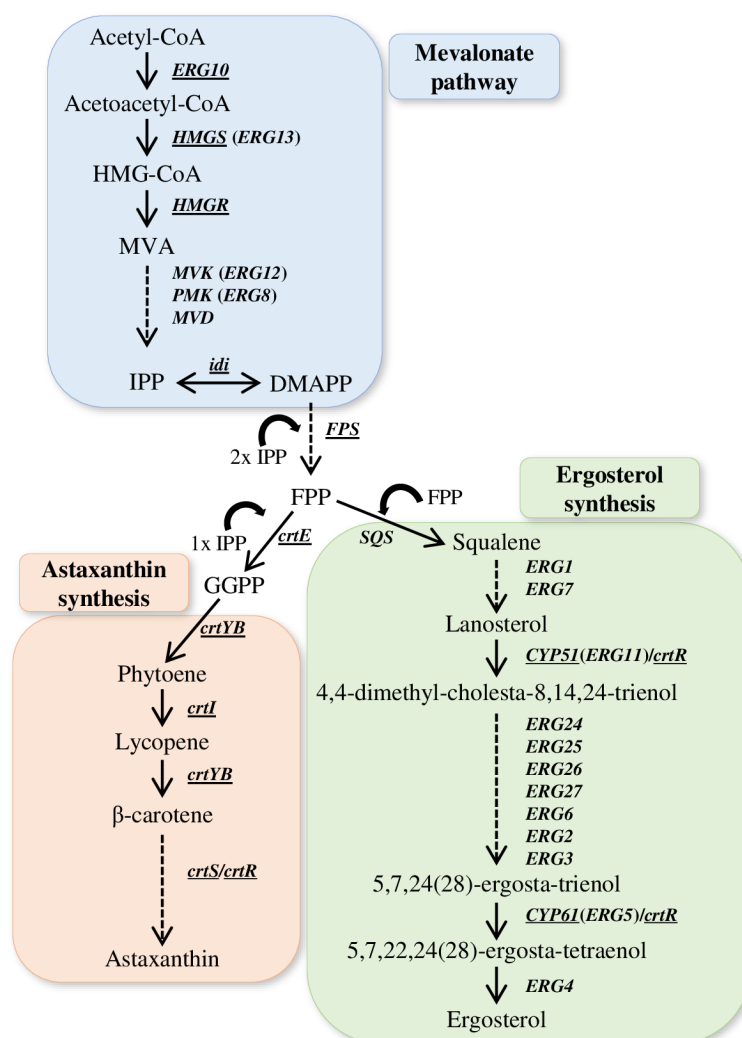 Acetyl-CoA
ERG10
Acetoacetyl-CoA
HMGS (ERG13)
HMG-CoA
HMGR
MVA
MVK (ERG12)
PMK (ERG8)
MVD
IPP
idi
DMAPP
Mevalonate
pathway
FPS
2x IPP
FPP
FPP
1x IPP
crtE
SQS
GGPP
Astaxanthin
synthesis
crtYB
Phytoene
crtI
Lycopene
crtYB
β-carotene
crtS/crtR
Astaxanthin
Ergosterol
synthesis
Squalene
ERG1
ERG7
Lanosterol
CYP51(ERG11)/crtR
4,4-dimethyl-cholesta-8,14,24-trienol
ERG24
ERG25
ERG26
ERG27
ERG6
ERG2
ERG3
5,7,24(28)-ergosta-trienol
CYP61(ERG5)/crtR
5,7,22,24(28)-ergosta-tetraenol
ERG4
Ergosterol